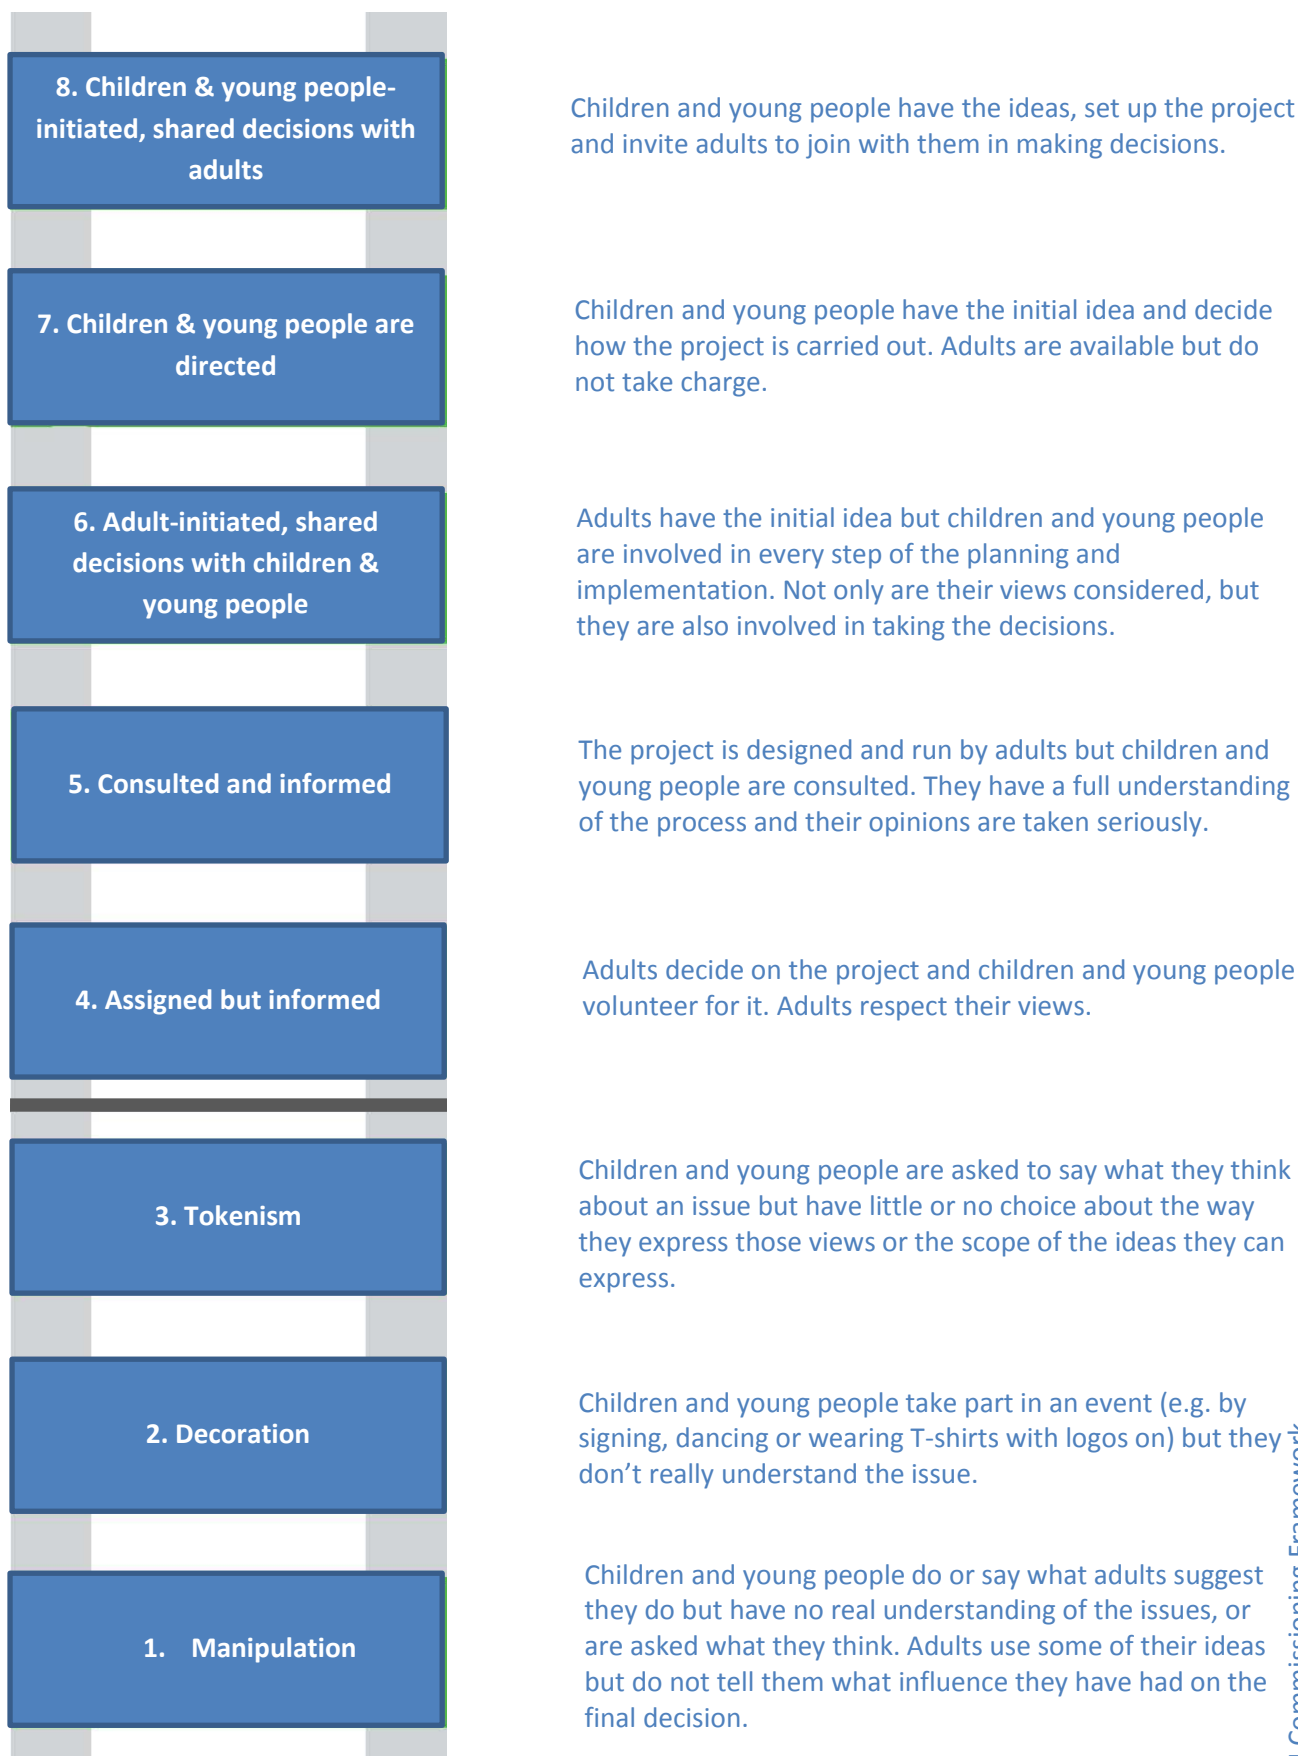 8. Children & young people-
initiated, shared decisions with
adults
Children and young people have the ideas, set up the project
and invite adults to join with them in making decisions.
7. Children & young people are
directed
Children and young people have the initial idea and decide
how the project is carried out. Adults are available but do
not take charge.
6. Adult-initiated, shared
decisions with children &
young people
Adults have the initial idea but children and young people
are involved in every step of the planning and
implementation. Not only are their views considered, but
they are also involved in taking the decisions.
5. Consulted and informed
The project is designed and run by adults but children and
young people are consulted. They have a full understanding
of the process and their opinions are taken seriously.
4. Assigned but informed
Adults decide on the project and children and young people
volunteer for it. Adults respect their views.
3. Tokenism
Children and young people are asked to say what they think
about an issue but have little or no choice about the way
they express those views or the scope of the ideas they can
express.
2. Decoration
Children and young people take part in an event (e.g. by
signing, dancing or wearing T-shirts with logos on) but they
don't really understand the issue.
1. Manipulation
Children and young people do or say what adults suggest
they do but have no real understanding of the issues, or
are asked what they think. Adults use some of their ideas
but do not tell them what influence they have had on the
final decision.
Commissioning Framework